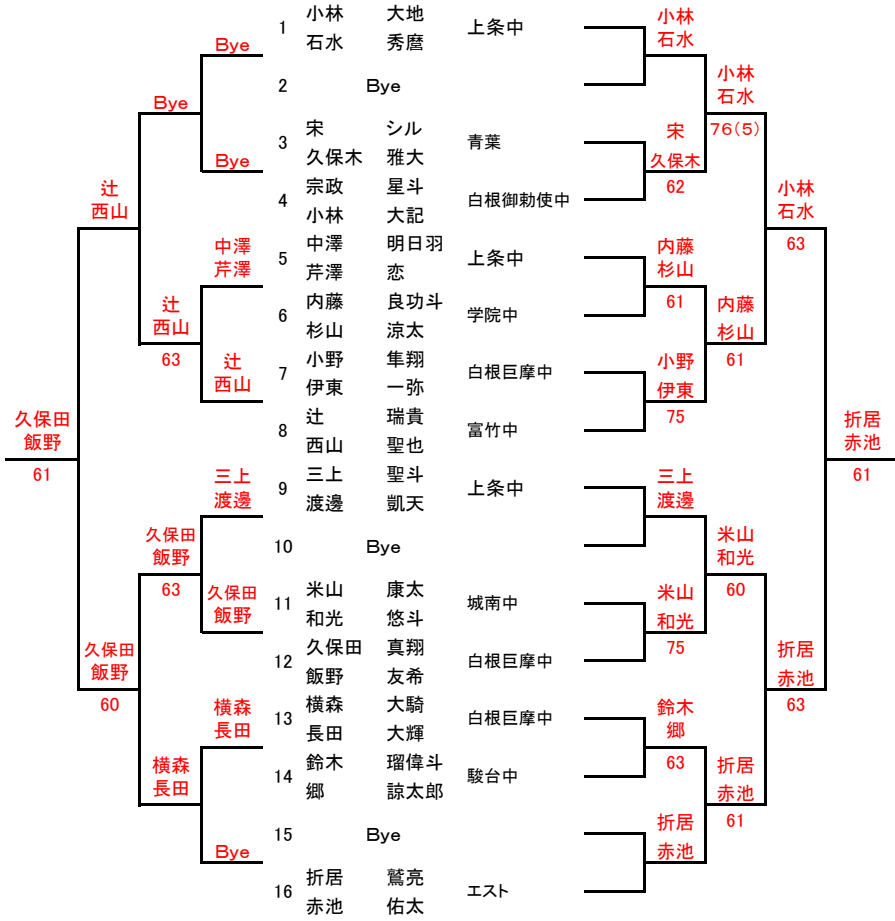 1 小林 大地 上条中
石水 秀麿
2 Bye
3 宋 シル 青葉
久保木 雅大
4 宗政 星斗 白根御勅使中
小林 大記
5 中澤 明日羽 上条中
芹澤 恋
6 内藤 良功斗 学院中
杉山 涼太
7 小野 隼翔 白根巨摩中
伊東 一弥
8 辻 瑞貴 富竹中
西山 聖也
9 三上 聖斗 上条中
渡邊 凱天
10 Bye
11 米山 康太 城南中
和光 悠斗
12 久保田 真翔 白根巨摩中
飯野 友希
13 横森 大騎 白根巨摩中
長田 大輝
14 鈴木 瑠偉斗 駿台中
郷 諒太郎
15 Bye
16 折居 鷲亮 エスト
赤池 佑太
Bye
Bye
中澤
芹澤
辻
西山
三上
渡邊
久保田
飯野
横森
長田
Bye
Bye
辻
西山
63
久保田
飯野
63
横森
長田
辻
西山
久保田
飯野
60
久保田
飯野
61
小林
石水
宋
久保木
62
内藤
杉山
61
小野
伊東
75
三上
渡邊
米山
和光
75
鈴木
郷
63
折居
赤池
小林
石水
76(5)
内藤
杉山
61
米山
和光
60
折居
赤池
61
小林
石水
63
折居
赤池
63
折居
赤池
61